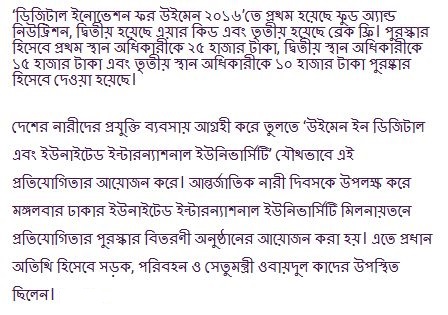 'ডিজিটাল ইনোভেশন ফর উইমেন ২০১৬'তে প্রথম হয়েছে ফুড অ্যান্ড
নিউট্রিশন, দ্বিতীয় হয়েছে এয়ার কিড এবং তৃতীয় হয়েছে ব্রেক ফ্রি। পুরস্কার
হিসেবে প্রথম স্থান অধিকারীকে ২৫ হাজার টাকা, দ্বিতীয় স্থান অধিকারীকে
১৫ হাজার টাকা এবং তৃতীয় স্থান অধিকারীকে ১০ হাজার টাকা পুরষ্কার
হিসেবে দেওয়া হয়েছে।
দেশের নারীদের প্রযুক্তি ব্যবসায় আগ্রহী করে তুলতে 'উইমেন ইন ডিজিটাল
এবং ইউনাইটেড ইন্টারন্যাশনাল ইউনিভার্সিটি' যৌথভাবে এই
প্রতিযোগিতার আয়োজন করে। আন্তর্জাতিক নারী দিবসকে উপলক্ষ করে
মঙ্গলবার ঢাকার ইউনাইটেড ইন্টারন্যাশনাল ইউনিভার্সিটি মিলনায়তনে
প্রতিযোগিতার পুরস্কার বিতরণী অনুষ্ঠানের আয়োজন করা হয়। এতে প্রধান
অতিথি হিসেবে সড়ক, পরিবহন ও সেতুমন্ত্রী ওবায়দুল কাদের উপস্থিত
ছিলেন।